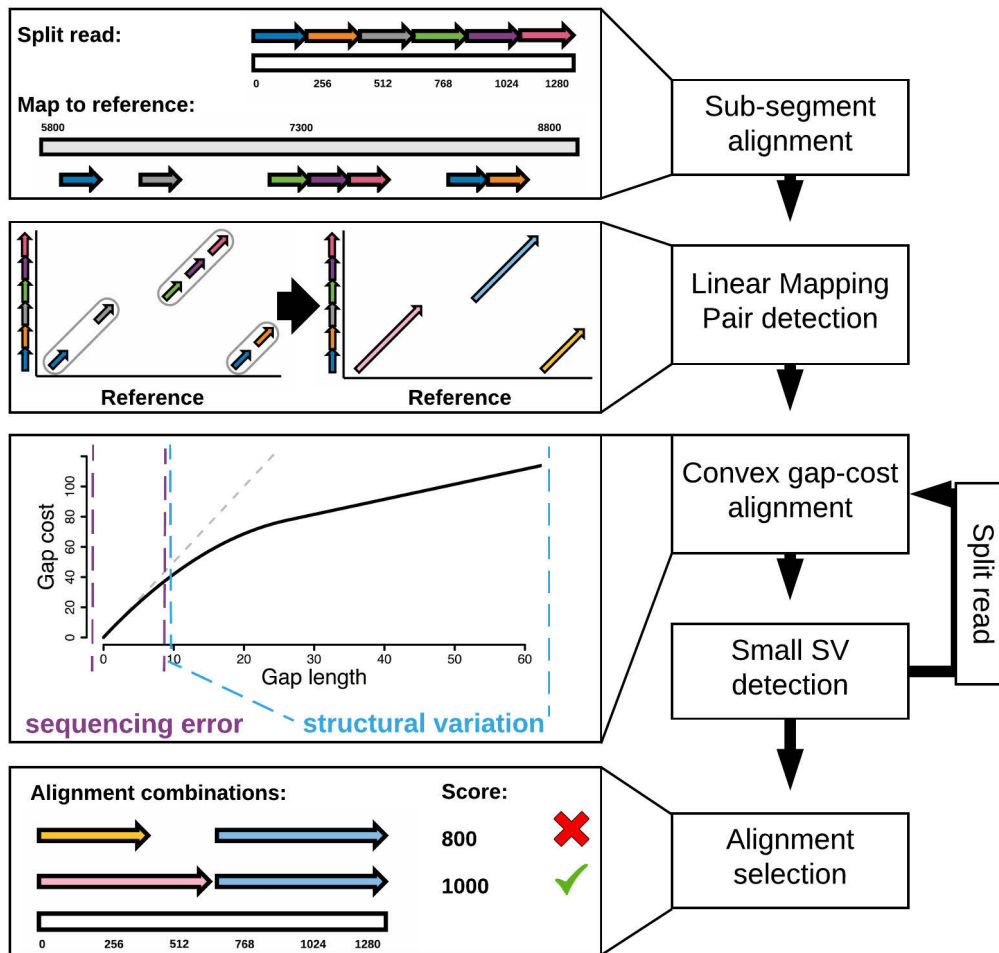 Split read:
0 256 512 768 1024 1280
Map to reference:
5800 7300 8800
Sub-segment
alignment
Reference
Reference
Linear Mapping
Pair detection
Gap cost
0 20 40 60 80 100
0 10 20 30 40 50 60
Gap length
sequencing error structural variation
Convex gap-cost
alignment
Split read
Small SV
detection
Alignment combinations: Score:
800
1000
0 256 512 768 1024 1280
Alignment
selection